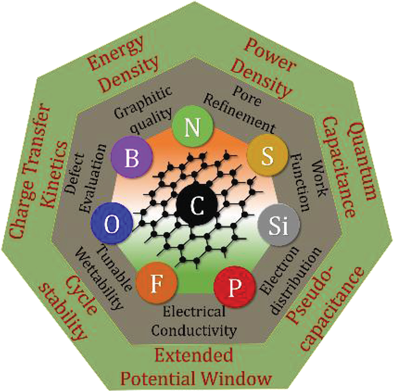 Energy
Density
Power
Density
Quantum
Capacitance
Pseudo-
capacitance
Extended
Potential Window
Cycle
stability
Charge Transfer
Kinetics
Graphitic
quality
Pore
Refinement
Work
Function
Electron
distribution
Electrical
Conductivity
Tunable
Wettability
Defect
Evaluation
N
S
Si
P
F
O
B
C